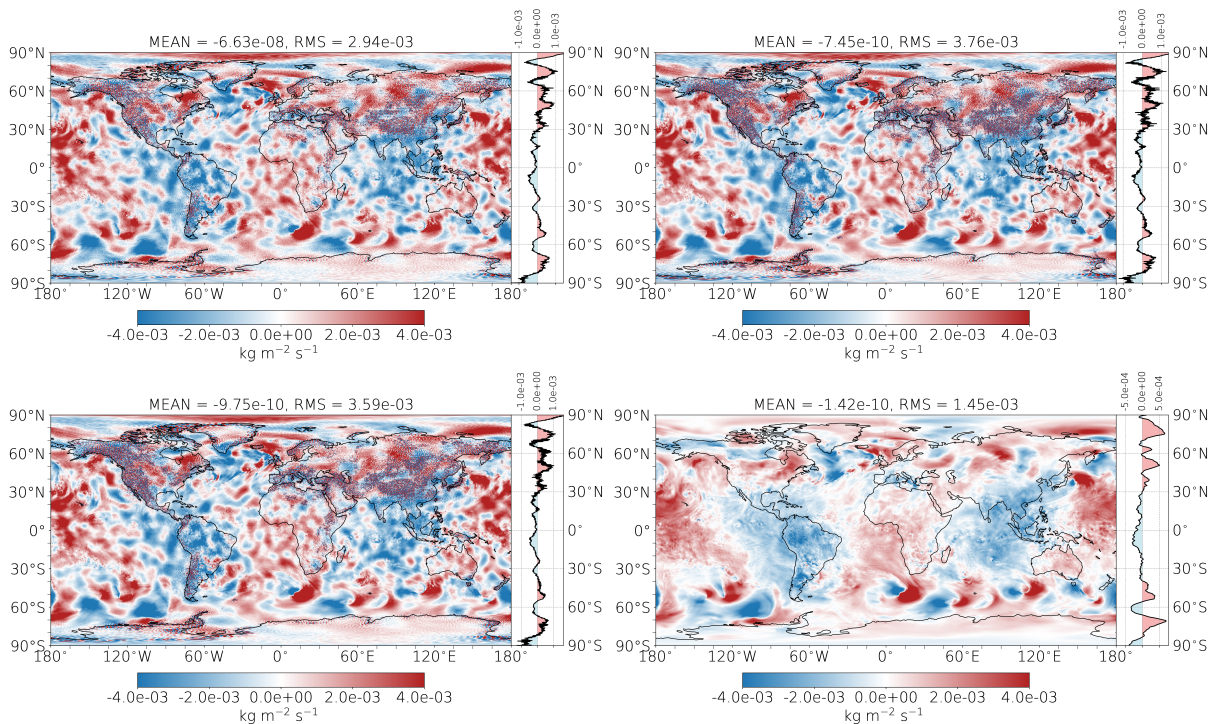 -1.0e-03 0.0e+00 1.0e-03
MEAN = -6.63e-08, RMS = 2.94e-03
90°N 60°N 30°N 0° 30°S 60°S 90°S
90°N 60°N 30°N 0° 30°S 60°S 90°S
180° 120°W 60°W 0° 60°E 120°E 180°
-4.0e-03 -2.0e-03 0.0e+00 2.0e-03 4.0e-03
kg m⁻² s⁻¹
-1.0e-03 0.0e+00 1.0e-03
MEAN = -7.45e-10, RMS = 3.76e-03
90°N 60°N 30°N 0° 30°S 60°S 90°S
90°N 60°N 30°N 0° 30°S 60°S 90°S
180° 120°W 60°W 0° 60°E 120°E 180°
-4.0e-03 -2.0e-03 0.0e+00 2.0e-03 4.0e-03
kg m⁻² s⁻¹
-1.0e-03 0.0e+00 1.0e-03
MEAN = -9.75e-10, RMS = 3.59e-03
90°N 60°N 30°N 0° 30°S 60°S 90°S
90°N 60°N 30°N 0° 30°S 60°S 90°S
180° 120°W 60°W 0° 60°E 120°E 180°
-4.0e-03 -2.0e-03 0.0e+00 2.0e-03 4.0e-03
kg m⁻² s⁻¹
-5.0e-04 0.0e+00 5.0e-04
MEAN = -1.42e-10, RMS = 1.45e-03
90°N 60°N 30°N 0° 30°S 60°S 90°S
90°N 60°N 30°N 0° 30°S 60°S 90°S
180° 120°W 60°W 0° 60°E 120°E 180°
-4.0e-03 -2.0e-03 0.0e+00 2.0e-03 4.0e-03
kg m⁻² s⁻¹